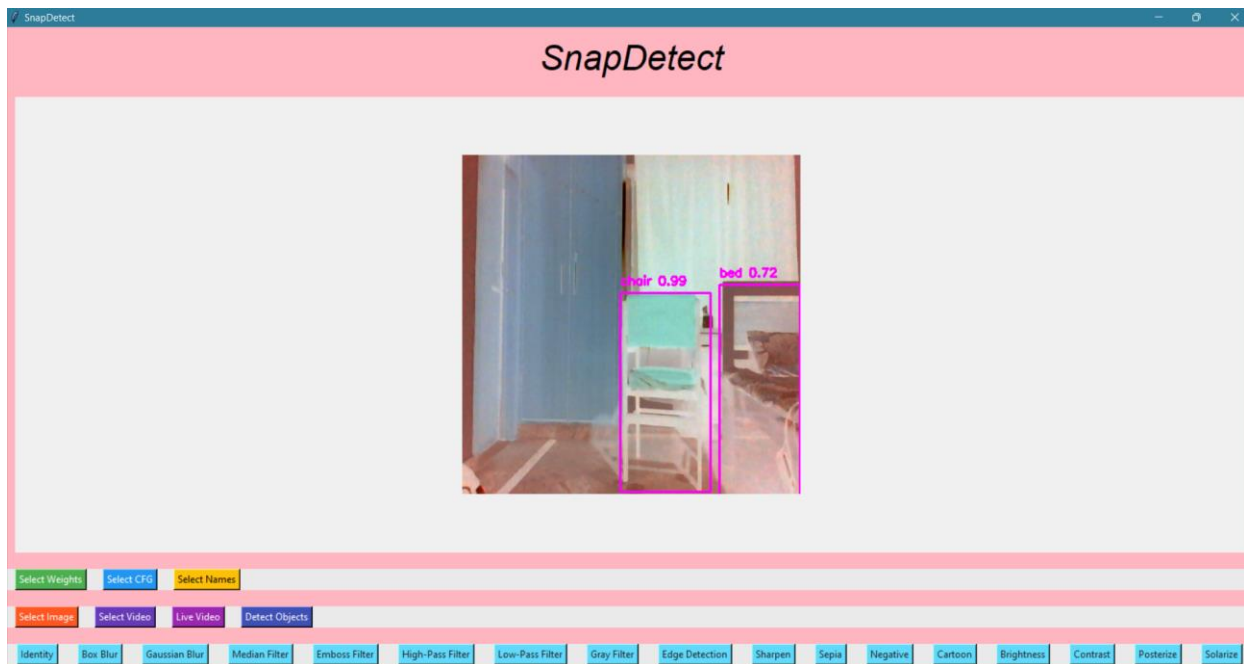 SnapDetect
SnapDetect
chair 0.99
bed 0.72
Select Weights Select CFG Select Names
Select Image Select Video Live Video Detect Objects
Identity Box Blur Gaussian Blur Median Filter Emboss Filter High-Pass Filter Low-Pass Filter Gray Filter Edge Detection Sharpen Sepia Negative Cartoon Brightness Contrast Posterize Solarize